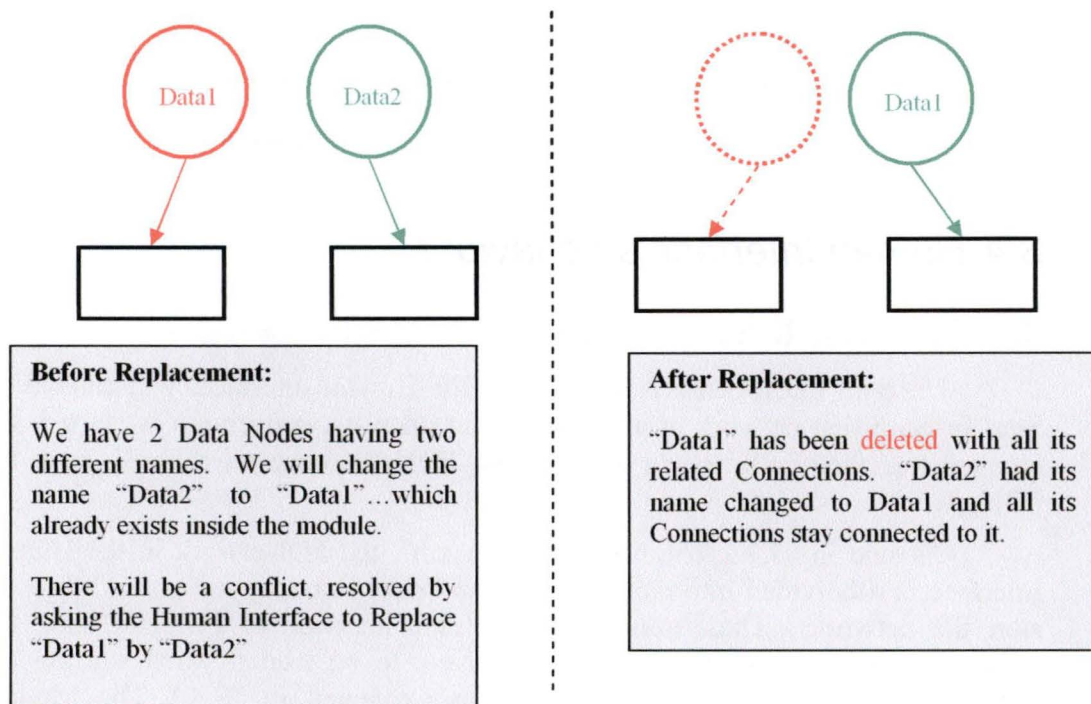 Data1
Data2
Before Replacement:
We have 2 Data Nodes having two
different names. We will change the
name “Data2” to “Data1”…which
already exists inside the module.
There will be a conflict, resolved by
asking the Human Interface to Replace
“Data1” by “Data2”
Data1
After Replacement:
“Data1” has been deleted with all its
related Connections. “Data2” had its
name changed to Data1 and all its
Connections stay connected to it.